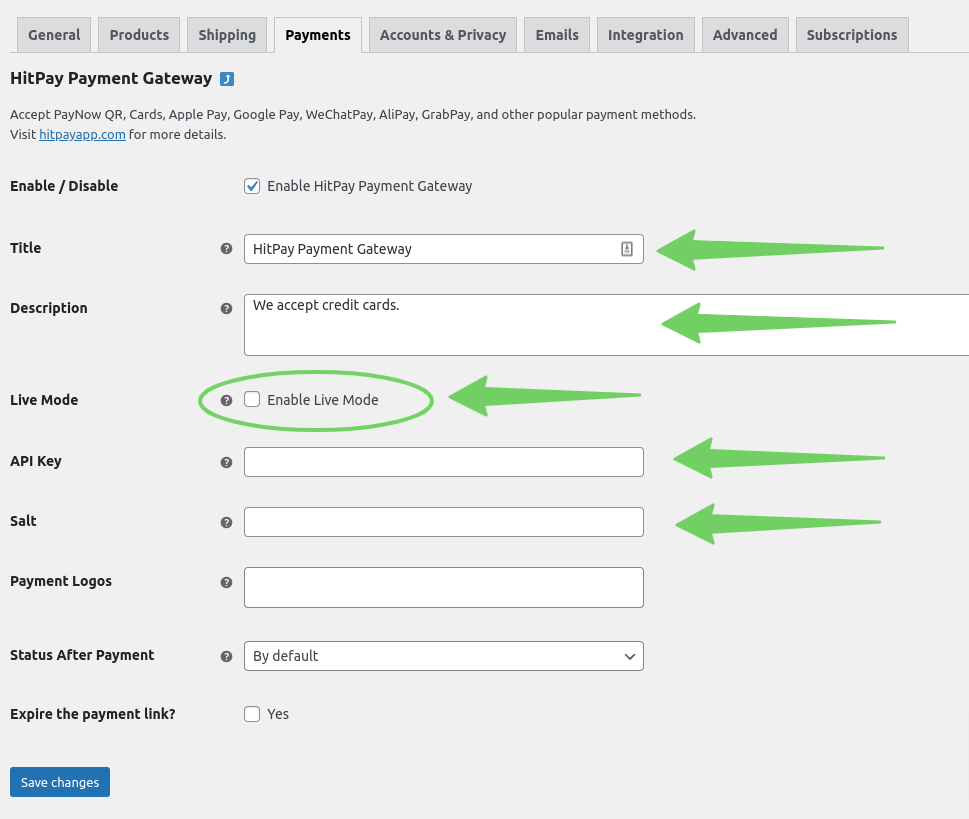 General Products Shipping Payments Accounts & Privacy Emails Integration Advanced Subscriptions
HitPay Payment Gateway
Accept PayNow QR, Cards, Apple Pay, Google Pay, WeChatPay, AliPay, GrabPay, and other popular payment methods.
Visit hitpayapp.com for more details.
Enable / Disable Enable HitPay Payment Gateway
Title ? HitPay Payment Gateway
Description ? We accept credit cards.
Live Mode ? Enable Live Mode
API Key ?
Salt ?
Payment Logos ?
Status After Payment ? By default
Expire the payment link? Yes
Save changes